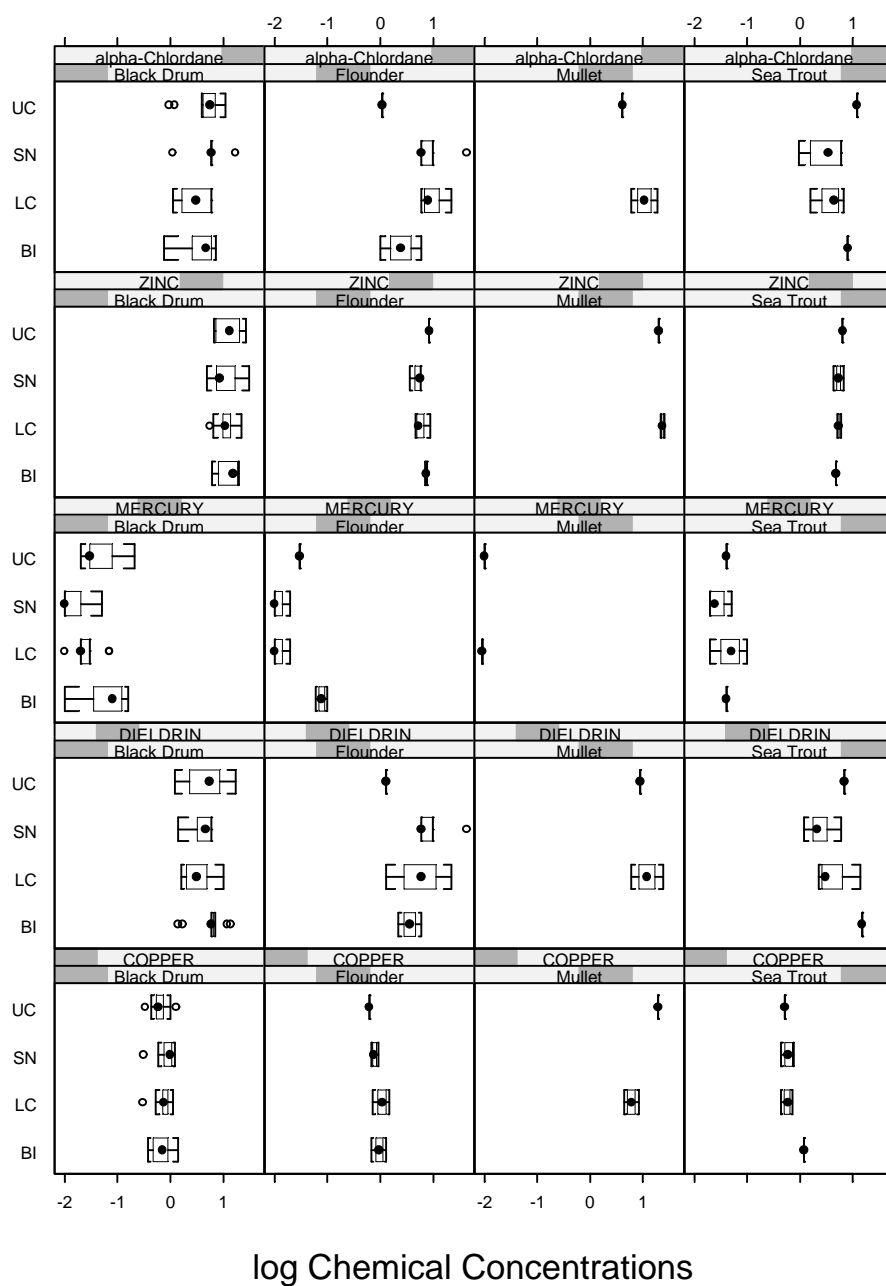 -2 -1 0 1 -2 -1 0 1
alpha-Chlordane alpha-Chlordane alpha-Chlordane alpha-Chlordane
Black Drum Flounder Mullet Sea Trout
UC
SN
LC
BI
ZINC ZINC ZINC ZINC
Black Drum Flounder Mullet Sea Trout
UC
SN
LC
BI
MERCURY MERCURY MERCURY MERCURY
Black Drum Flounder Mullet Sea Trout
UC
SN
LC
BI
DIELDRIN DIELDRIN DIELDRIN DIELDRIN
Black Drum Flounder Mullet Sea Trout
UC
SN
LC
BI
COPPER COPPER COPPER COPPER
Black Drum Flounder Mullet Sea Trout
UC
SN
LC
BI
-2 -1 0 1 -2 -1 0 1
log Chemical Concentrations